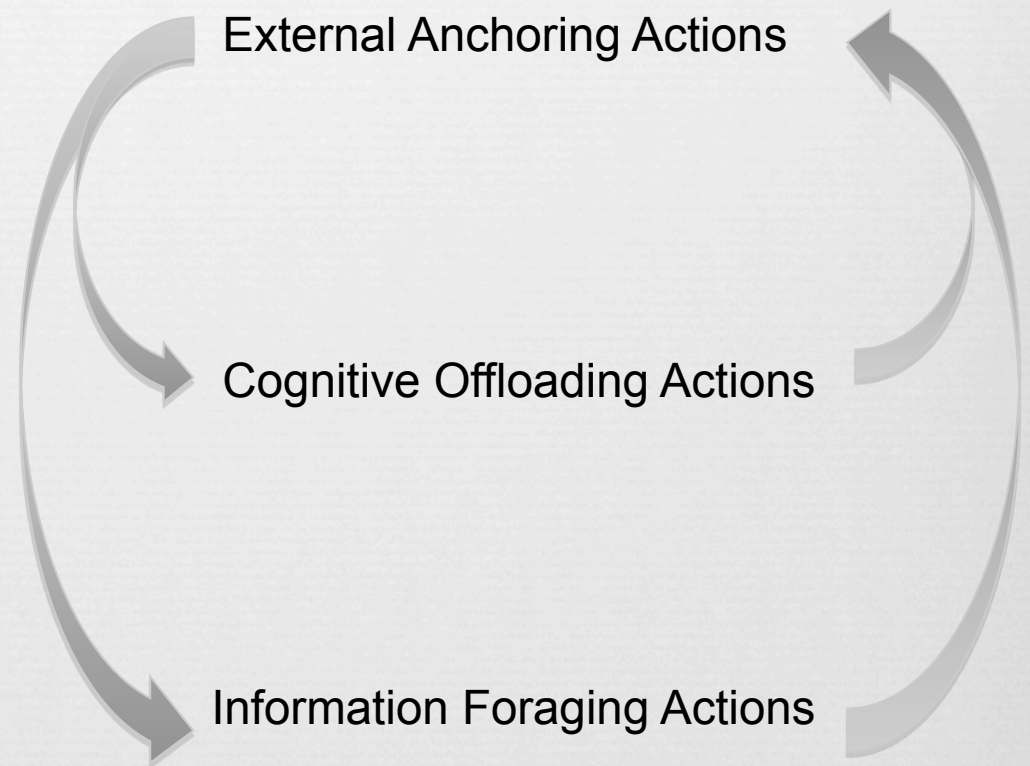 External Anchoring Actions
Cognitive Offloading Actions
Information Foraging Actions